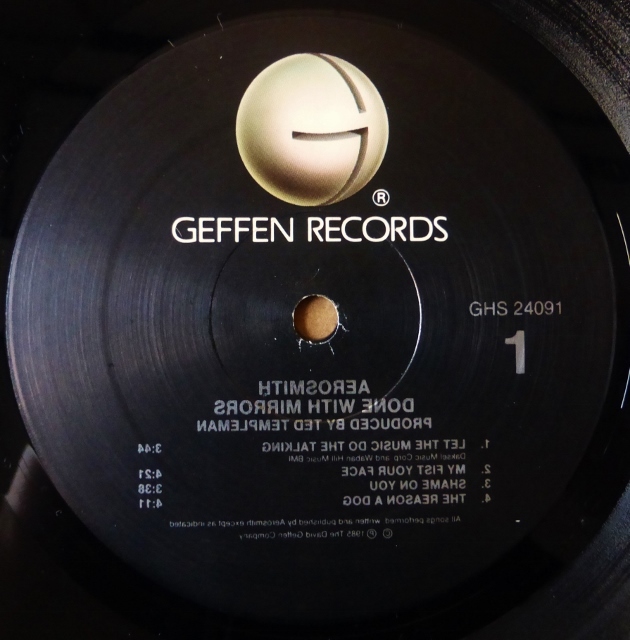 ®
GEFFEN RECORDS
GHS 24091
1
AEROSMITH
DONE WITH MIRRORS
PRODUCED BY TED TEMPLEMAN
1. LET THE MUSIC DO THE TALKING 3:44
Daksel Music Corp and Waban Hill Music BMI
2. MY FIST YOUR FACE 4:21
3. SHAME ON YOU 3:38
4. THE REASON A DOG 4:11
All songs performed, written and published by Aerosmith except as indicated
© ℗ 1985 The David Geffen Company